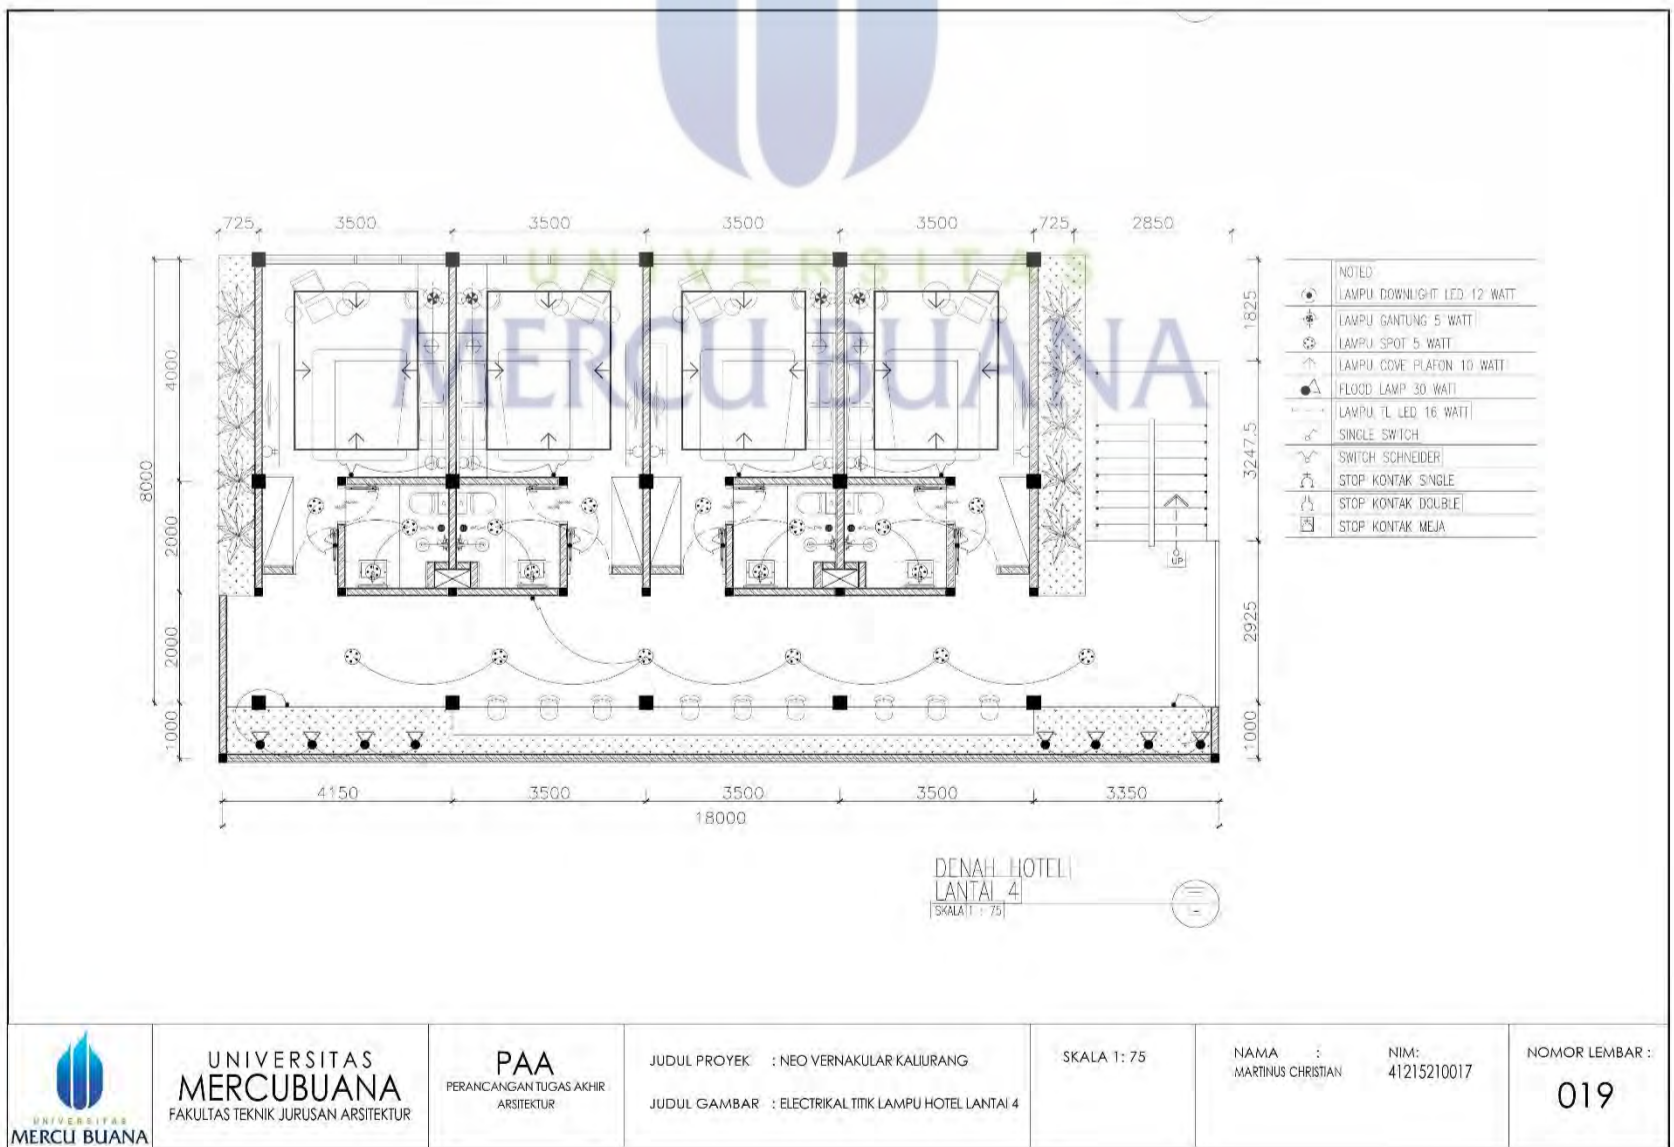 UNIVERSITAS
MERCU BUANA
725 3500 3500 3500 3500 725 2850
8000
4000
2000
2000
1000
1825
3247.5
2925
1000
UP
4150 3500 3500 3500 3350
18000
NOTED
LAMPU DOWNLIGHT LED 12 WATT
LAMPU GANTUNG 5 WATT
LAMPU SPOT 5 WATT
LAMPU COVE PLAFON 10 WATT
FLOOD LAMP 30 WATT
LAMPU TL LED 16 WATT
SINGLE SWITCH
SWITCH SCHNEIDER
STOP KONTAK SINGLE
STOP KONTAK DOUBLE
STOP KONTAK MEJA
DENAH HOTEL
LANTAI 4
SKALA 1 : 75
UNIVERSITAS
MERCU BUANA
UNIVERSITAS
MERCUBUANA
FAKULTAS TEKNIK JURUSAN ARSITEKTUR
PAA
PERANCANGAN TUGAS AKHIR
ARSITEKTUR
JUDUL PROYEK : NEO VERNAKULAR KALIURANG
JUDUL GAMBAR : ELECTRIKAL TITIK LAMPU HOTEL LANTAI 4
SKALA 1: 75
NAMA :
MARTINUS CHRISTIAN
NIM:
41215210017
NOMOR LEMBAR :
019